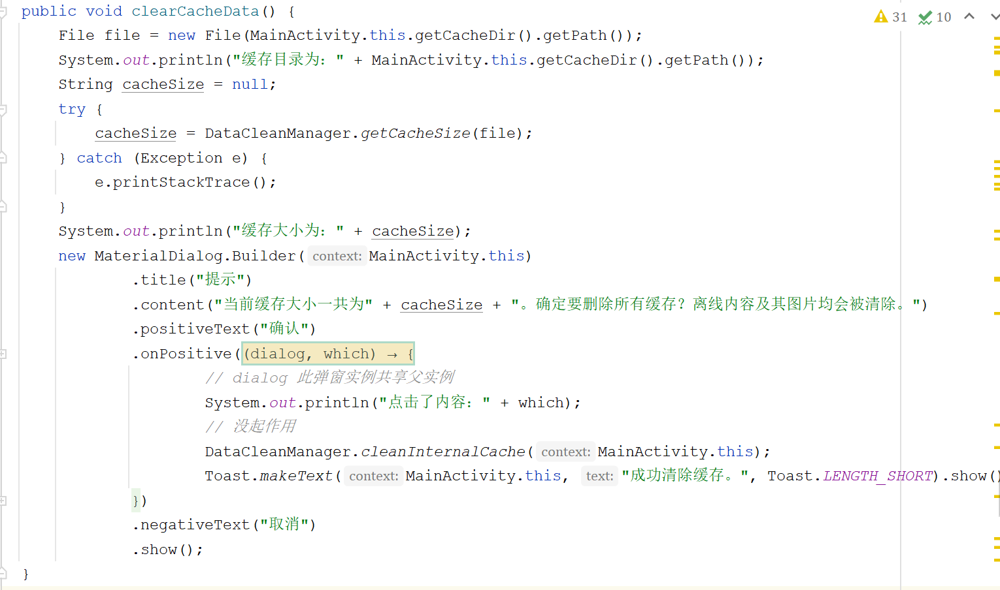 public void clearCacheData() {
31 10
File file = new File(MainActivity.this.getCacheDir().getPath());
System.out.println("缓存目录为：" + MainActivity.this.getCacheDir().getPath());
String cacheSize = null;
try {
cacheSize = DataCleanManager.getCacheSize(file);
} catch (Exception e) {
e.printStackTrace();
}
System.out.println("缓存大小为：" + cacheSize);
new MaterialDialog.Builder( context: MainActivity.this)
.title("提示")
.content("当前缓存大小一共为" + cacheSize + "。确定要删除所有缓存？离线内容及其图片均会被清除。")
.positiveText("确认")
.onPositive((dialog, which) → {
// dialog 此弹窗实例共享父实例
System.out.println("点击了内容：" + which);
// 没起作用
DataCleanManager.cleanInternalCache( context: MainActivity.this);
Toast.makeText( context: MainActivity.this, text: "成功清除缓存。", Toast.LENGTH_SHORT).show()
})
.negativeText("取消")
.show();
}